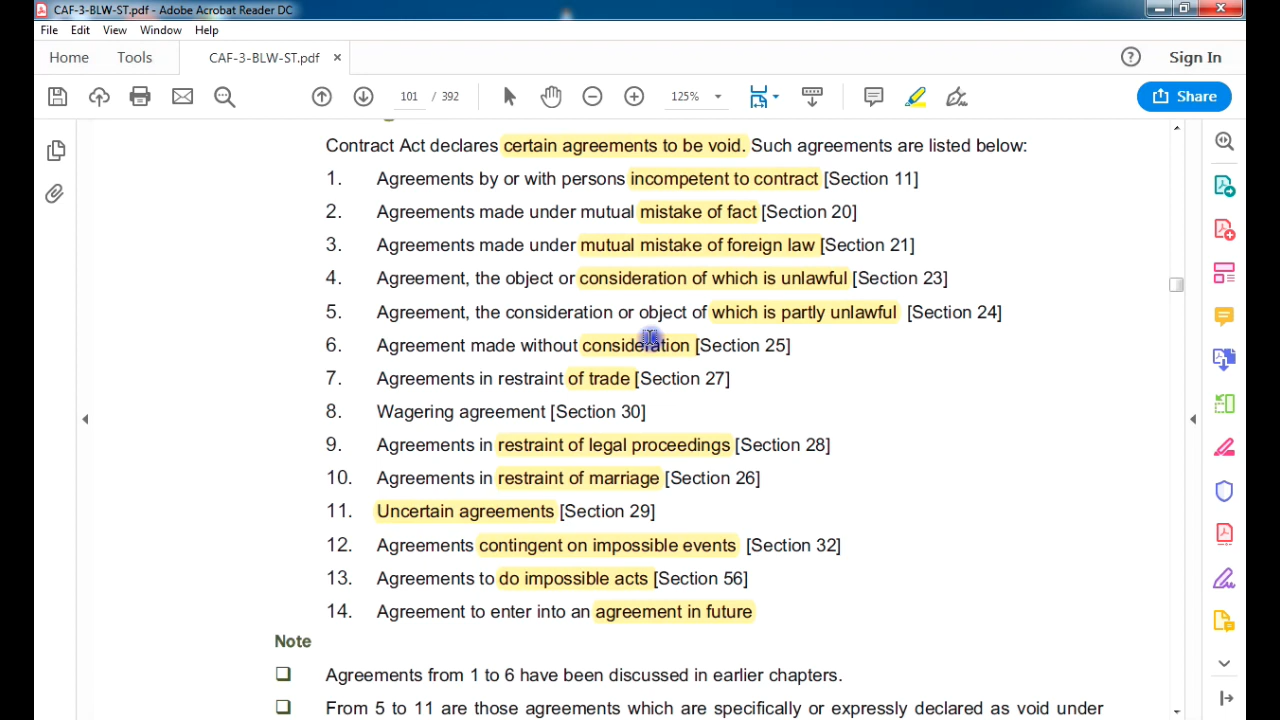 CAF-3-BLW-ST.pdf - Adobe Acrobat Reader DC
File Edit View Window Help
Home Tools CAF-3-BLW-ST.pdf × ? Sign In
101 / 392 125% Share
Contract Act declares certain agreements to be void. Such agreements are listed below:
1. Agreements by or with persons incompetent to contract [Section 11]
2. Agreements made under mutual mistake of fact [Section 20]
3. Agreements made under mutual mistake of foreign law [Section 21]
4. Agreement, the object or consideration of which is unlawful [Section 23]
5. Agreement, the consideration or object of which is partly unlawful [Section 24]
6. Agreement made without consideration [Section 25]
7. Agreements in restraint of trade [Section 27]
8. Wagering agreement [Section 30]
9. Agreements in restraint of legal proceedings [Section 28]
10. Agreements in restraint of marriage [Section 26]
11. Uncertain agreements [Section 29]
12. Agreements contingent on impossible events [Section 32]
13. Agreements to do impossible acts [Section 56]
14. Agreement to enter into an agreement in future
Note
❑ Agreements from 1 to 6 have been discussed in earlier chapters.
❑ From 5 to 11 are those agreements which are specifically or expressly declared as void under